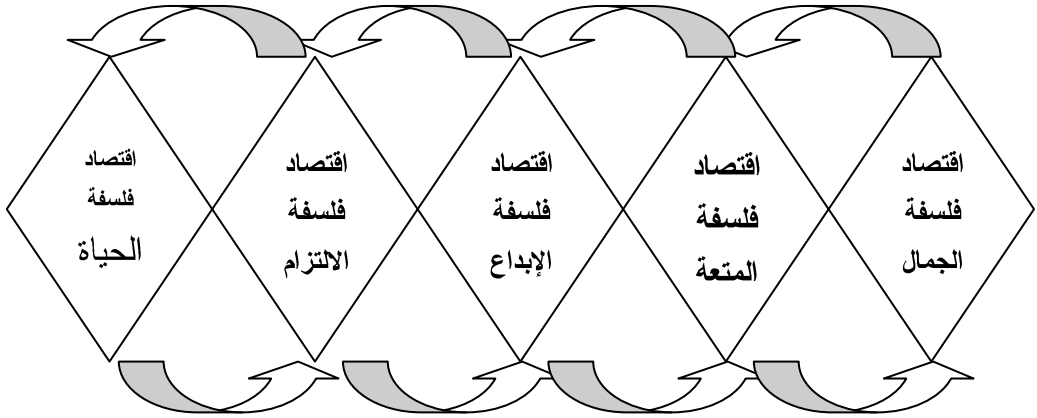 اقتصاد
فلسفة
الجمال
اقتصاد
فلسفة
المتعة
اقتصاد
فلسفة
الإبداع
اقتصاد
فلسفة
الالتزام
اقتصاد
فلسفة
الحياة